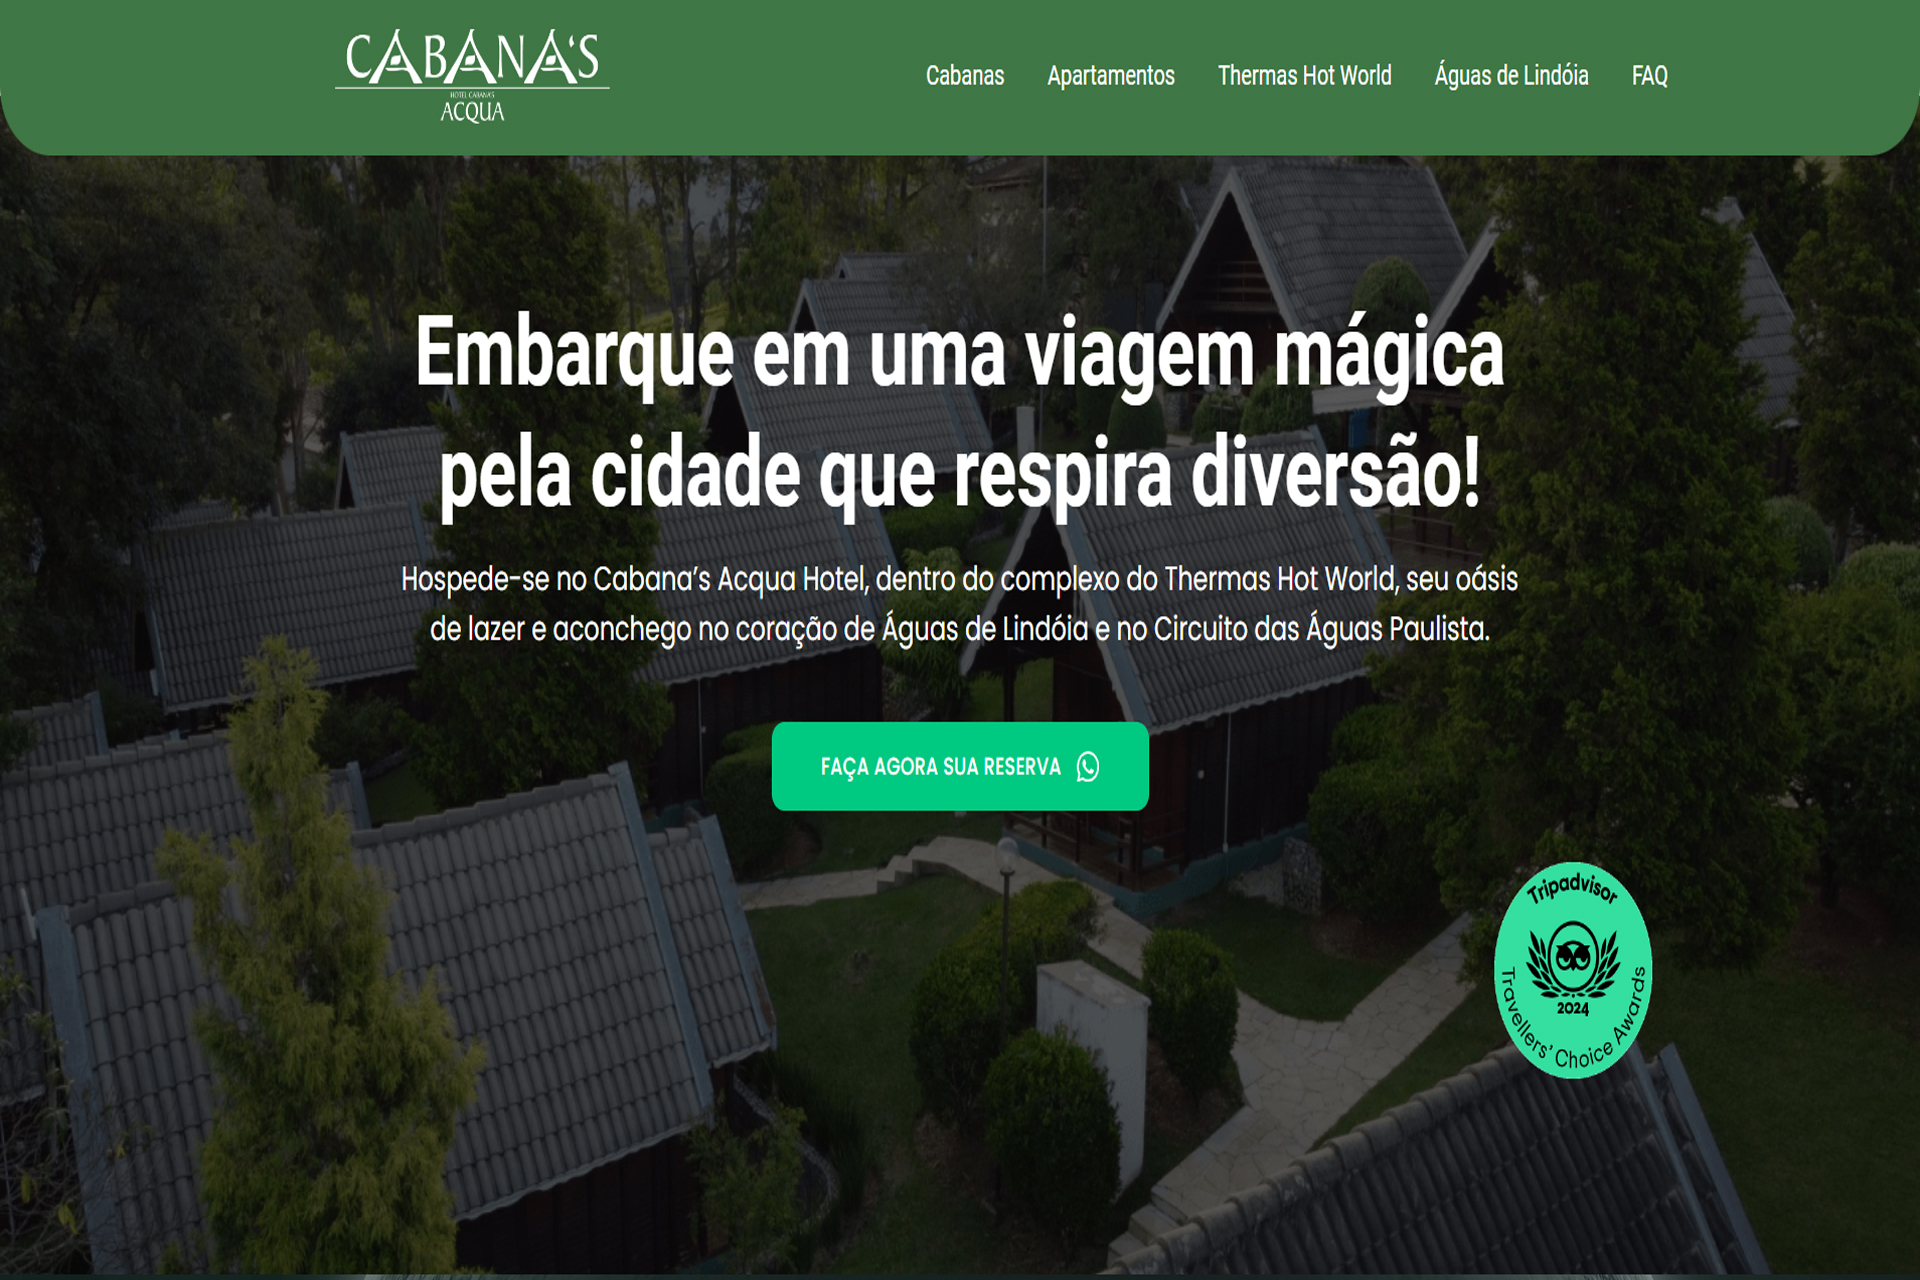 CABANA'S
HOTEL CABANA'S
ACQUA
Cabanas Apartamentos Thermas Hot World Águas de Lindóia FAQ
Embarque em uma viagem mágica
pela cidade que respira diversão!
Hospede-se no Cabana’s Acqua Hotel, dentro do complexo do Thermas Hot World, seu oásis
de lazer e aconchego no coração de Águas de Lindóia e no Circuito das Águas Paulista.
FAÇA AGORA SUA RESERVA
Tripadvisor
2024
Travellers’ Choice Awards